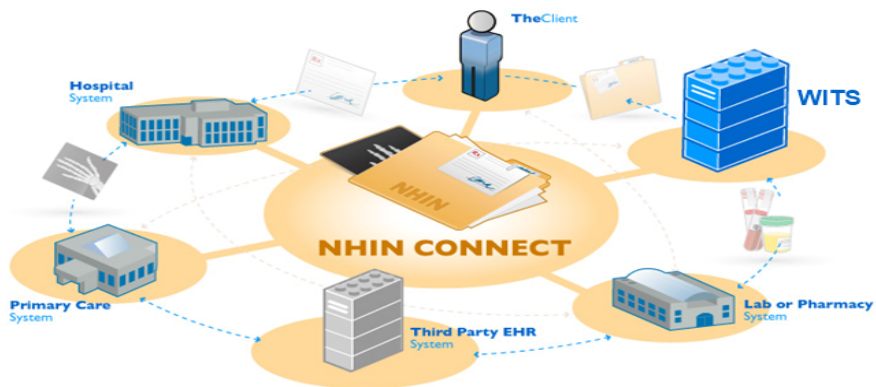 TheClient
Hospital
System
WITS
NHIN
NHIN CONNECT
Primary Care
System
Third Party EHR
System
Lab or Pharmacy
System